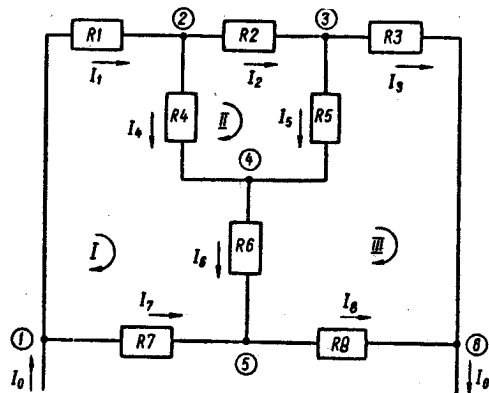 ② ③
R1 R2 R3
I₁ I₂ I₃
I₄ R4 II I₅ R5
④
I₆ R6
I III
I₇ I₈
① R7 ⑤ R8 ⑥
I₀ I₀